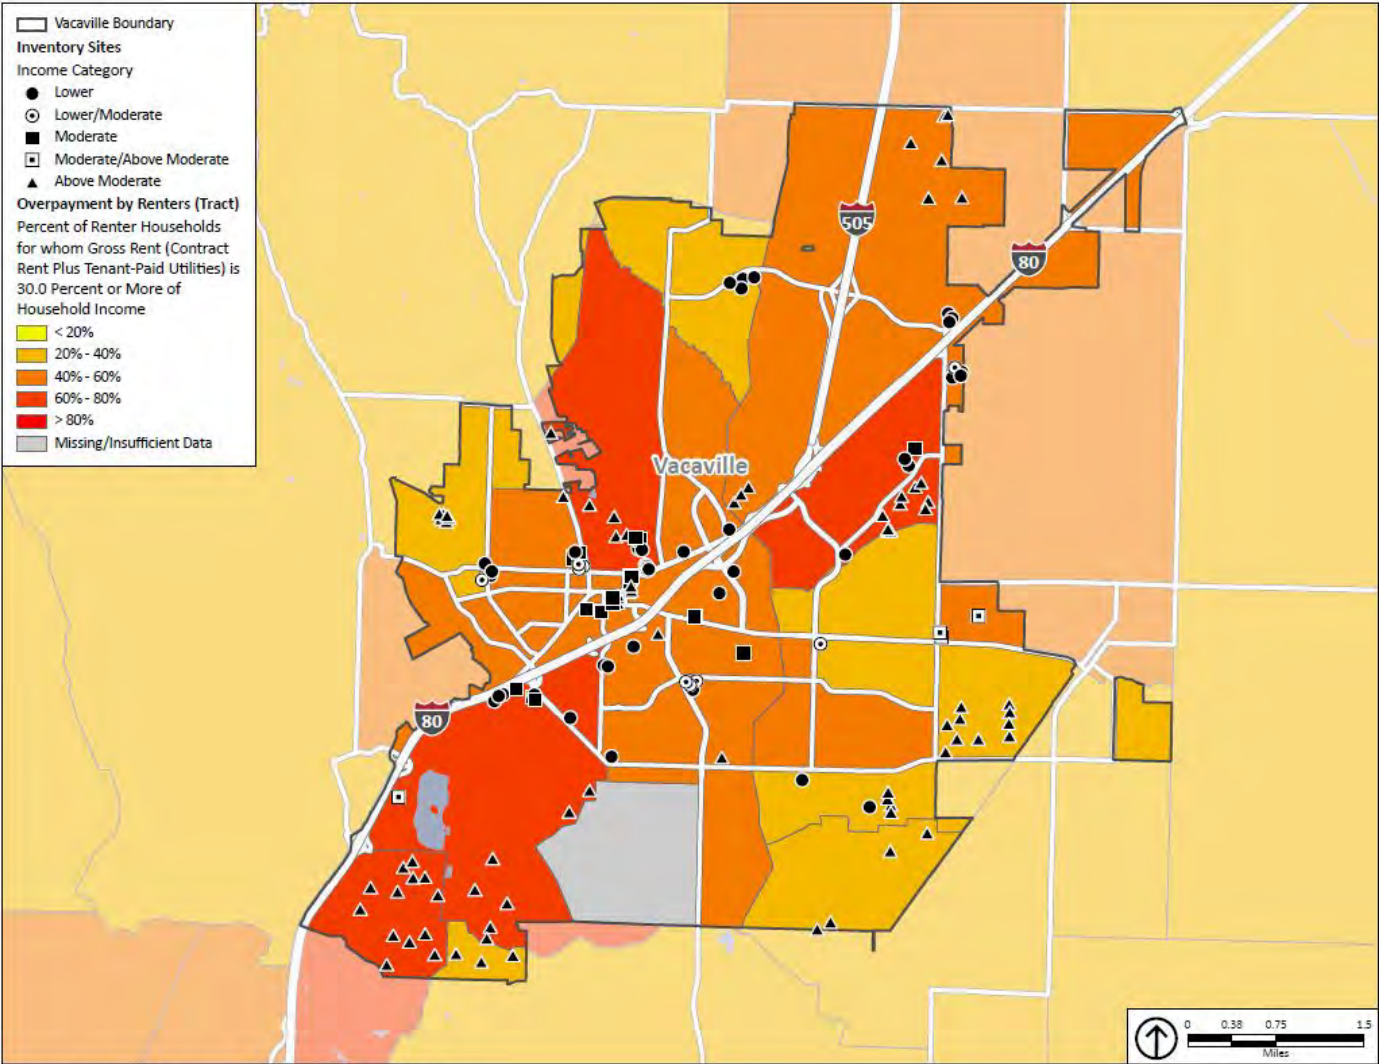 Vacaville Boundary
Inventory Sites
Income Category
Lower
Lower/Moderate
Moderate
Moderate/Above Moderate
Above Moderate
Overpayment by Renters (Tract)
Percent of Renter Households
for whom Gross Rent (Contract
Rent Plus Tenant-Paid Utilities) is
30.0 Percent or More of
Household Income
< 20%
20% - 40%
40% - 60%
60% - 80%
> 80%
Missing/Insufficient Data
505
80
Vacaville
80
0 0.38 0.75 1.5
Miles